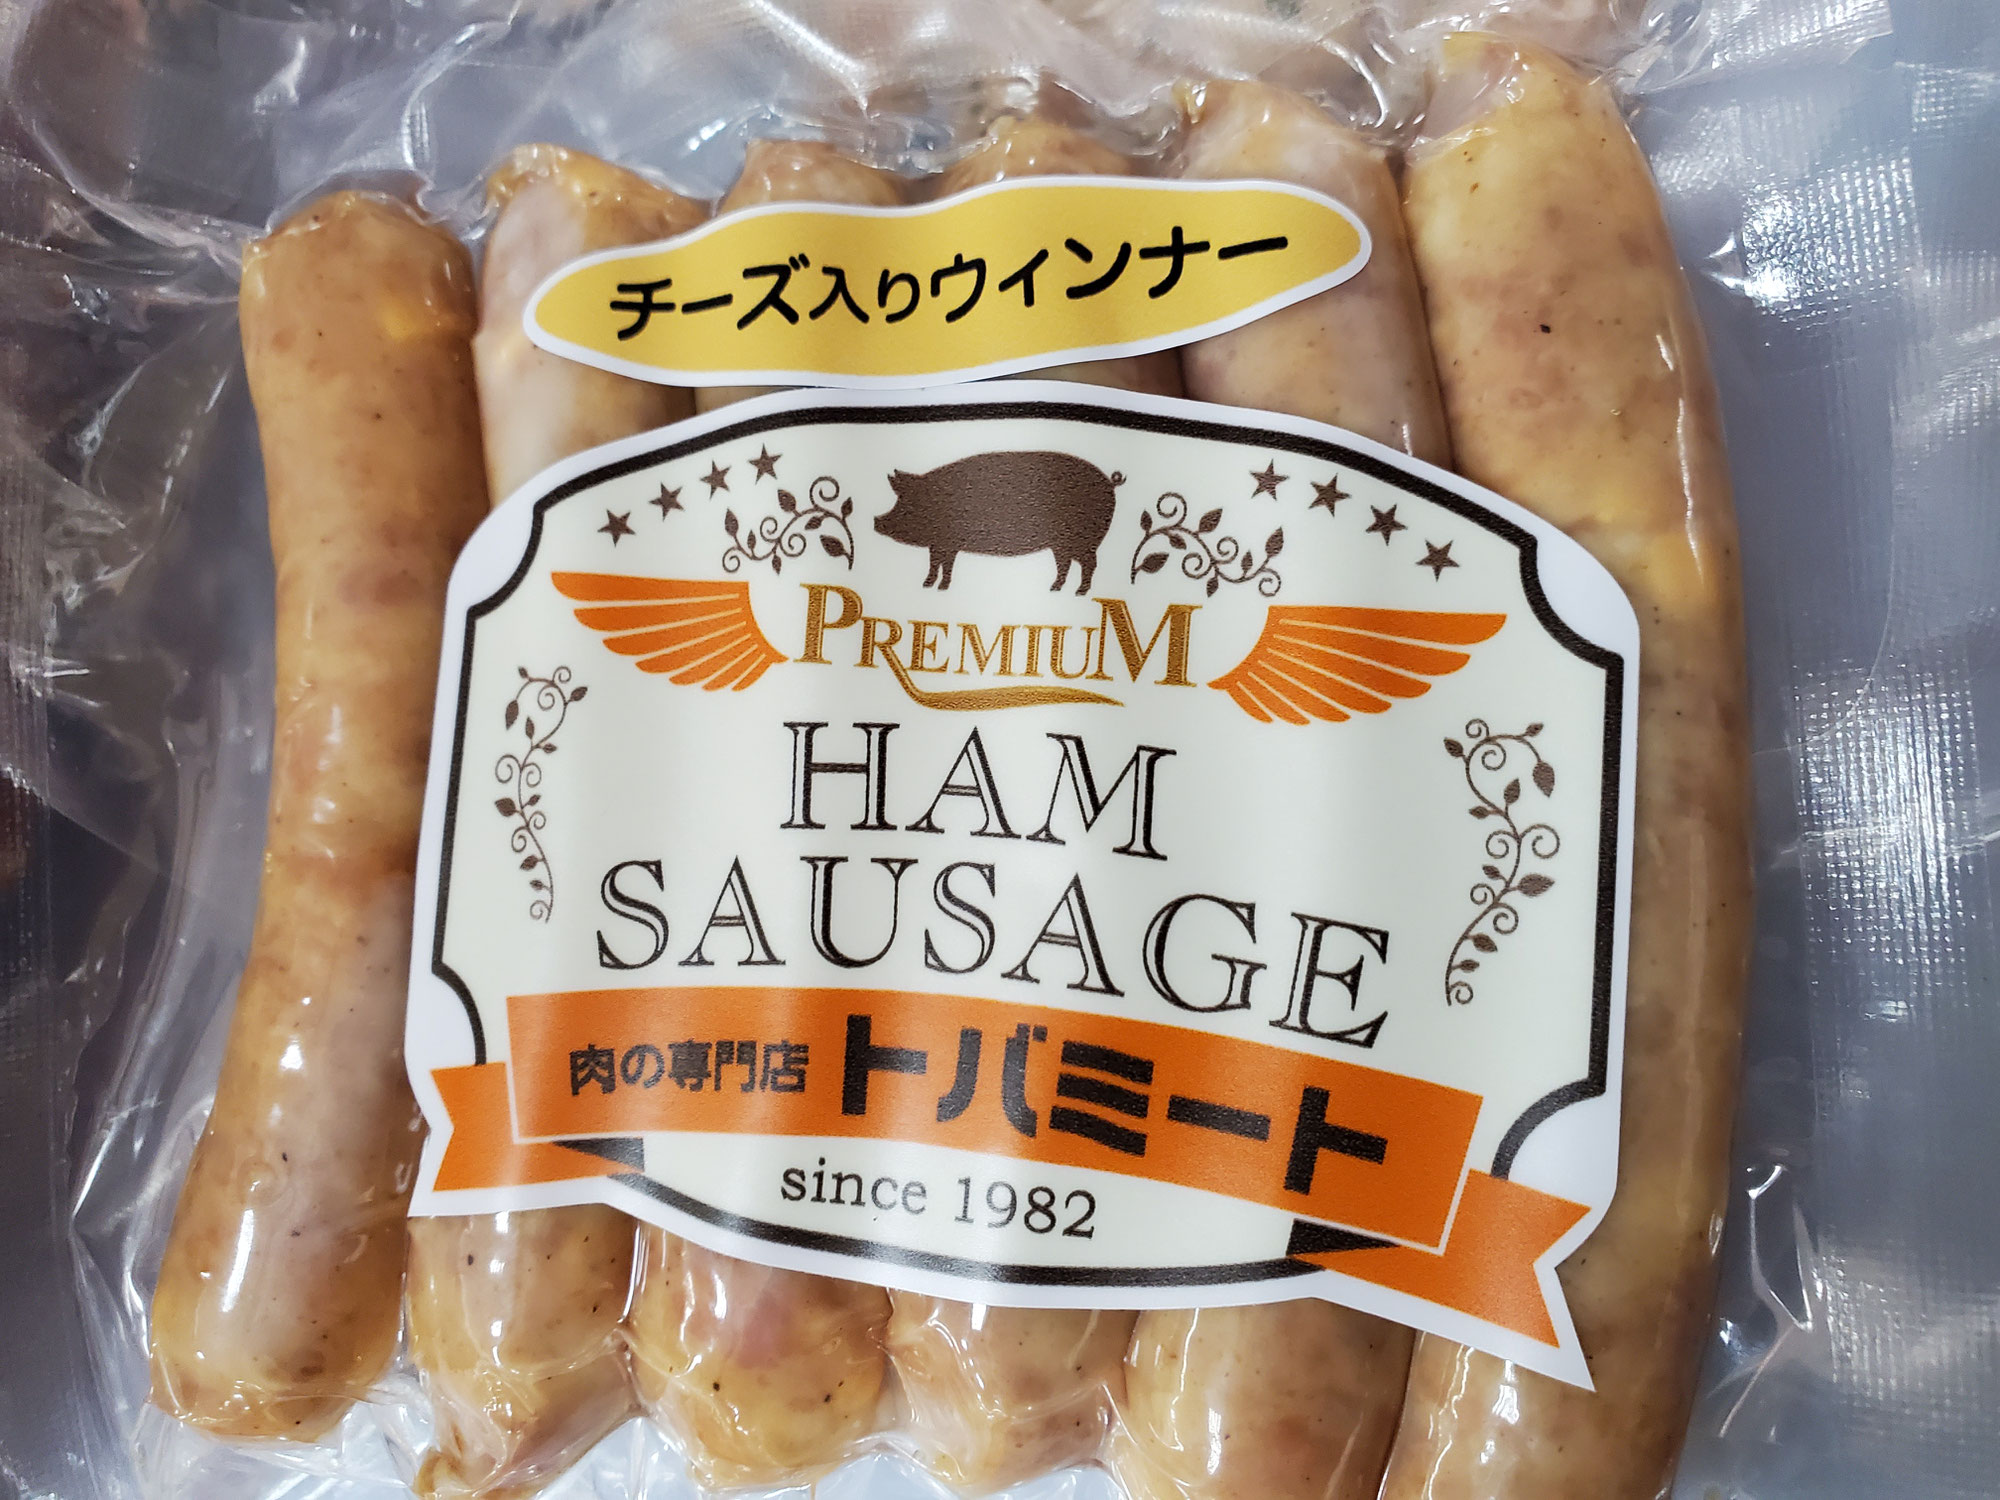 チーズ入りウインナー
PREMIUM
HAM
SAUSAGE
肉の専門店 トバミート
since 1982